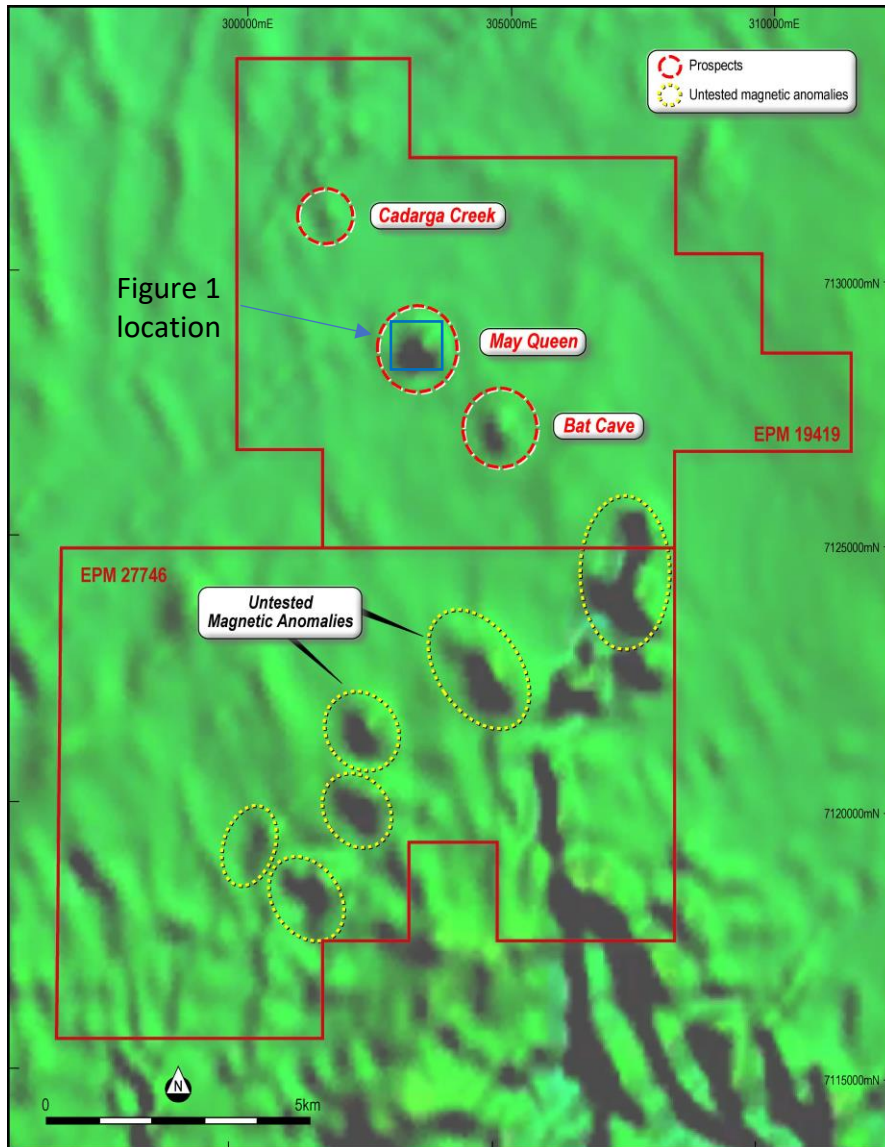 300000mE
305000mE
310000mE
Prospects
Untested magnetic anomalies
Cadarga Creek
Figure 1
location
7130000mN
May Queen
Bat Cave
EPM 19419
7125000mN
EPM 27746
Untested
Magnetic Anomalies
7120000mN
N
7115000mN
0
5km